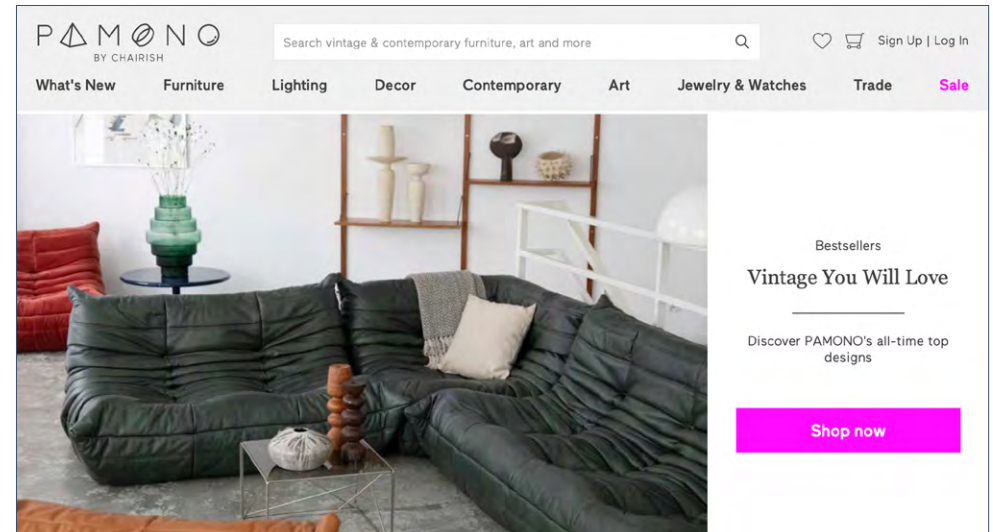 PAMONO
BY CHAIRISH
Search vintage & contemporary furniture, art and more
Sign Up | Log In
What's New
Furniture
Lighting
Decor
Contemporary
Art
Jewelry & Watches
Trade
Sale
Bestsellers
Vintage You Will Love
Discover PAMONO's all-time top
designs
Shop now